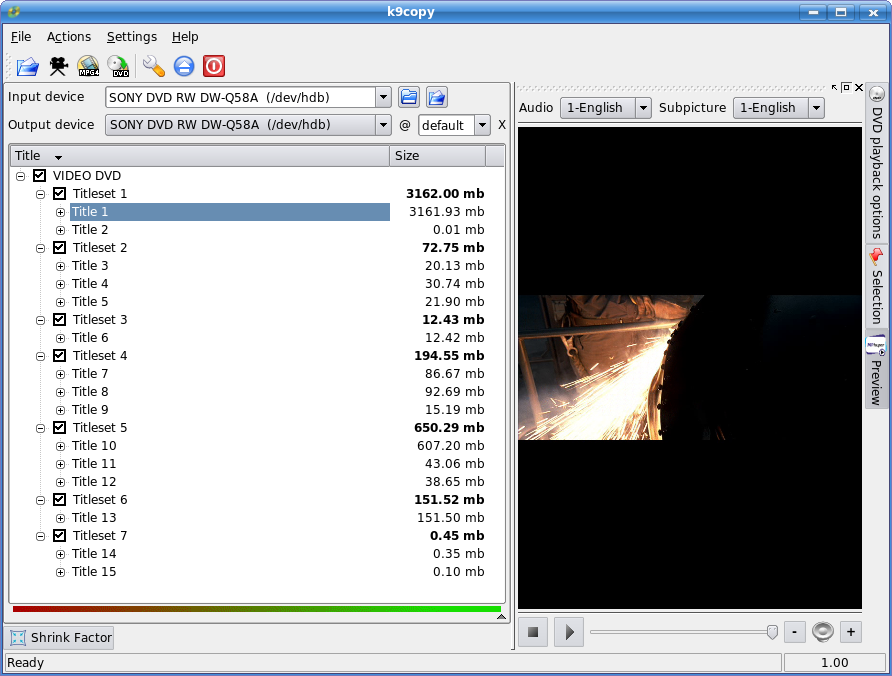 k9copy
File Actions Settings Help
MPG4 DVD
Input device SONY DVD RW DW-Q58A (/dev/hdb)
Output device SONY DVD RW DW-Q58A (/dev/hdb) @ default X
Title Size
VIDEO DVD
Titleset 1 3162.00 mb
Title 1 3161.93 mb
Title 2 0.01 mb
Titleset 2 72.75 mb
Title 3 20.13 mb
Title 4 30.74 mb
Title 5 21.90 mb
Titleset 3 12.43 mb
Title 6 12.42 mb
Titleset 4 194.55 mb
Title 7 86.67 mb
Title 8 92.69 mb
Title 9 15.19 mb
Titleset 5 650.29 mb
Title 10 607.20 mb
Title 11 43.06 mb
Title 12 38.65 mb
Titleset 6 151.52 mb
Title 13 151.50 mb
Titleset 7 0.45 mb
Title 14 0.35 mb
Title 15 0.10 mb
Shrink Factor
Ready
Audio 1-English Subpicture 1-English
- +
1.00
DVD playback options
Selection
MPlayer
Preview